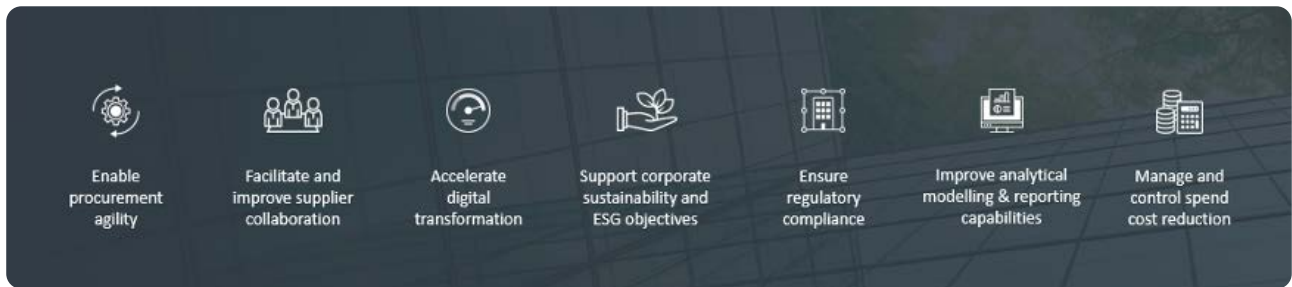 Enable
procurement
agility
Facilitate and
improve supplier
collaboration
Accelerate
digital
transformation
Support corporate
sustainability and
ESG objectives
Ensure
regulatory
compliance
Improve analytical
modelling & reporting
capabilities
Manage and
control spend
cost reduction